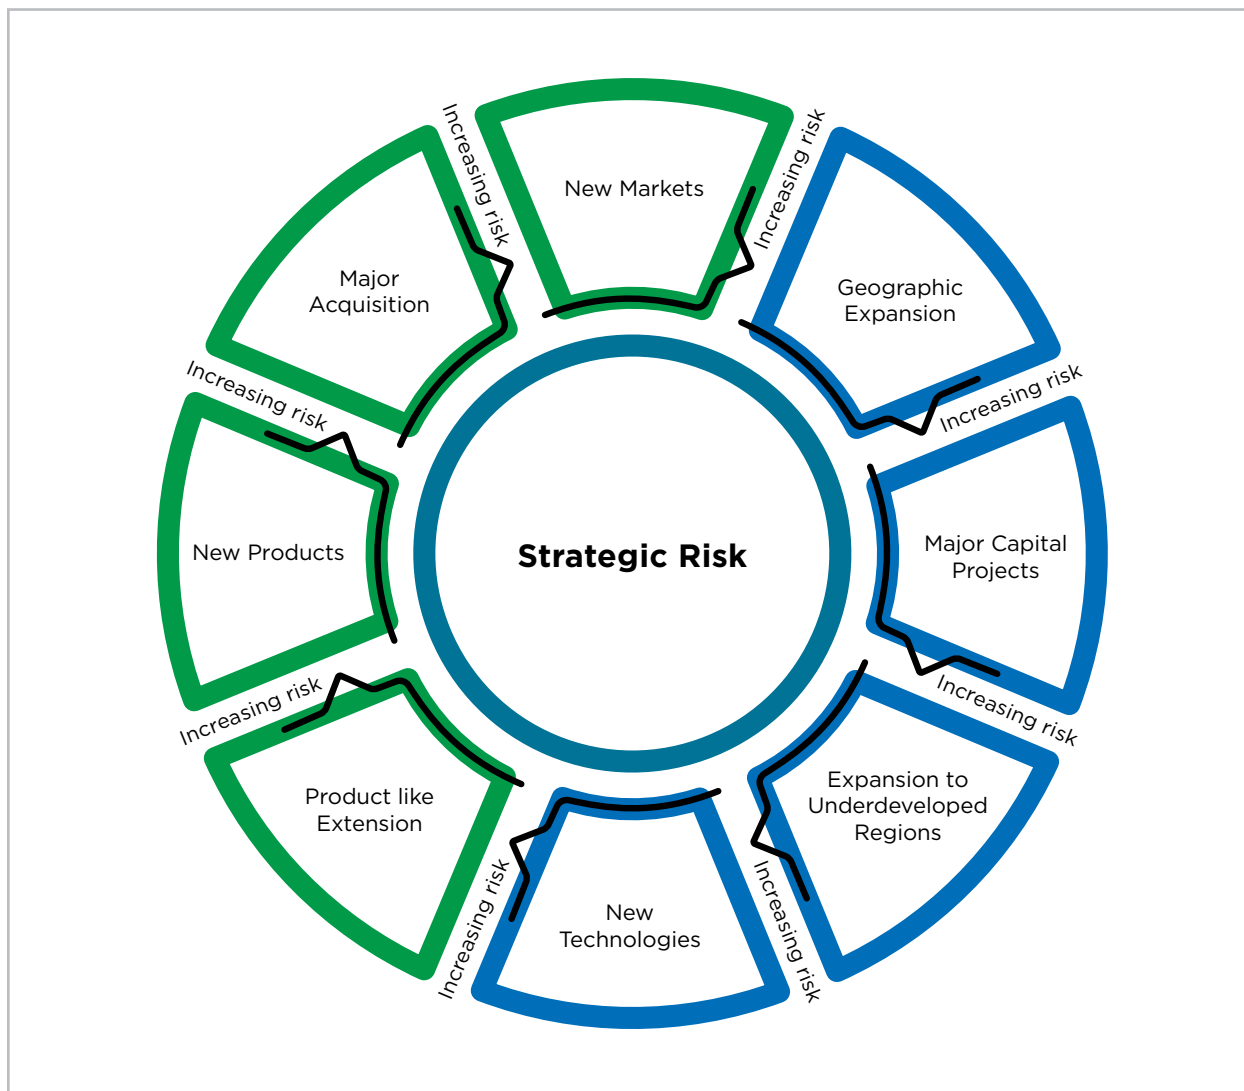 Increasing risk
New Markets
Increasing risk
Major
Acquisition
Geographic
Expansion
Increasing risk
Increasing risk
New Products
Strategic Risk
Major Capital
Projects
Increasing risk
Increasing risk
Product like
Extension
Expansion to
Underdeveloped
Regions
Increasing risk
New
Technologies
Increasing risk